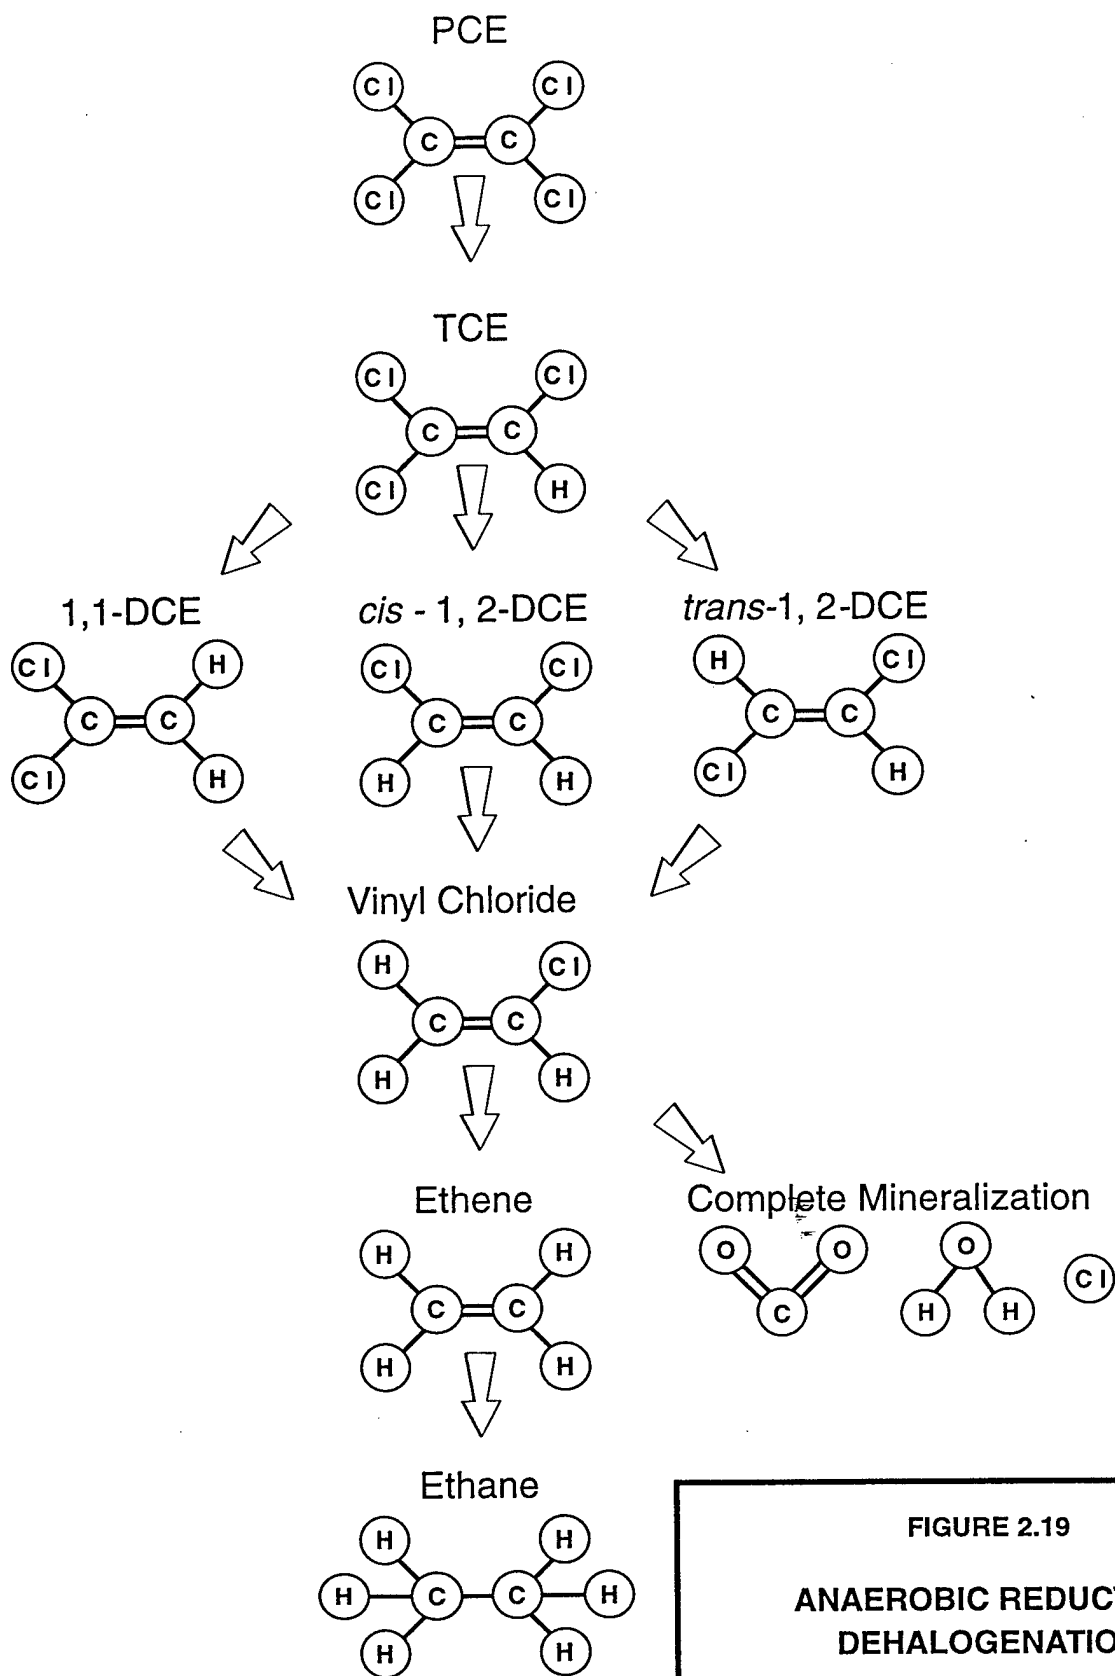 PCE
Cl Cl
C C
Cl Cl
TCE
Cl Cl
C C
Cl H
1,1-DCE cis - 1, 2-DCE trans-1, 2-DCE
Cl H Cl Cl H Cl
C C C C C C
Cl H H H Cl H
Vinyl Chloride
H Cl
C C
H H
Ethene Complete Mineralization
H H O O O
C C C H H Cl
H H
Ethane
H H
H C C H
H H
FIGURE 2.19
ANAEROBIC REDUCT
DEHALOGENATIO